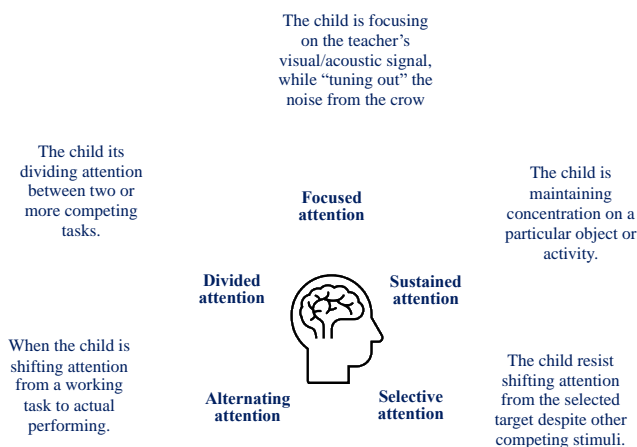 The child is focusing
on the teacher’s
visual/acoustic signal,
while “tuning out” the
noise from the crow
The child its
dividing attention
between two or
more competing
tasks.
Focused
attention
The child is
maintaining
concentration on a
particular object or
activity.
Divided
attention
Sustained
attention
When the child is
shifting attention
from a working
task to actual
performing.
Alternating
attention
Selective
attention
The child resist
shifting attention
from the selected
target despite other
competing stimuli.